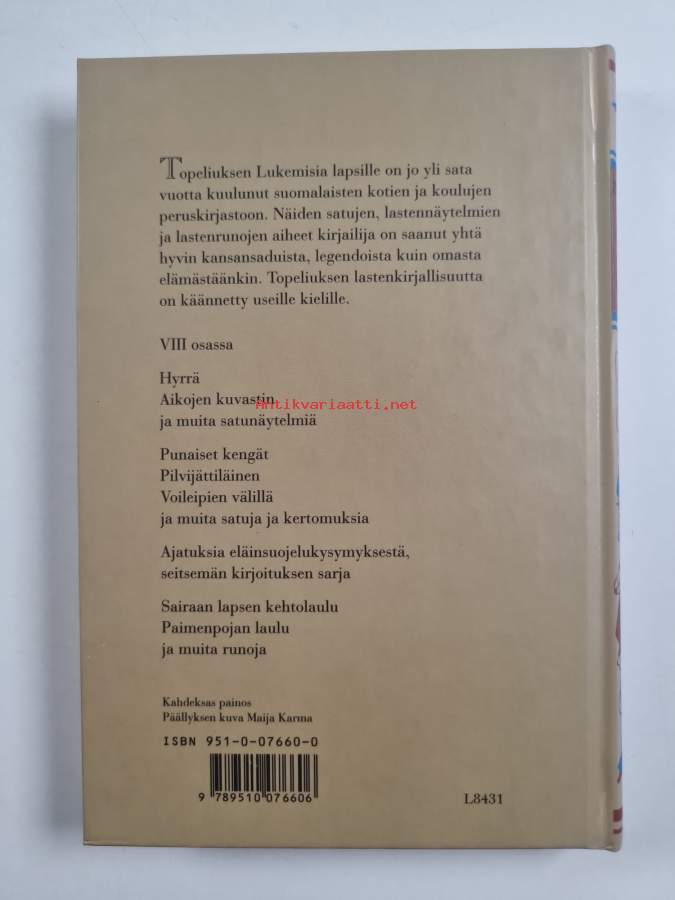 Topeliuksen Lukemisia lapsille on jo yli sata
vuotta kuulunut suomalaisten kotien ja koulujen
peruskirjastoon. Näiden satujen, lastennäytelmien
ja lastenrunojen aiheet kirjailija on saanut yhtä
hyvin kansansaduista, legendoista kuin omasta
elämästäänkin. Topeliuksen lastenkirjallisuutta
on käännetty useille kielille.
VIII osassa
Hyrrä
Aikojen kuvastin
Antikvariaatti.net
ja muita satunäytelmiä
Punaiset kengät
Pilvijättiläinen
Voileipien välillä
ja muita satuja ja kertomuksia
Ajatuksia eläinsuojelukysymyksestä,
seitsemän kirjoituksen sarja
Sairaan lapsen kehtolaulu
Paimenpojan laulu
ja muita runoja
Kahdeksas painos
Päällyksen kuva Maija Karma
ISBN 951-0-07660-0
9 789510 076606
L8431